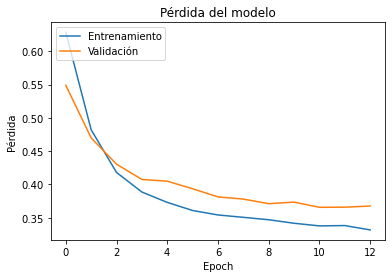 Pérdida del modelo
Entrenamiento
Validación
Pérdida
0.60
0.55
0.50
0.45
0.40
0.35
0 2 4 6 8 10 12
Epoch